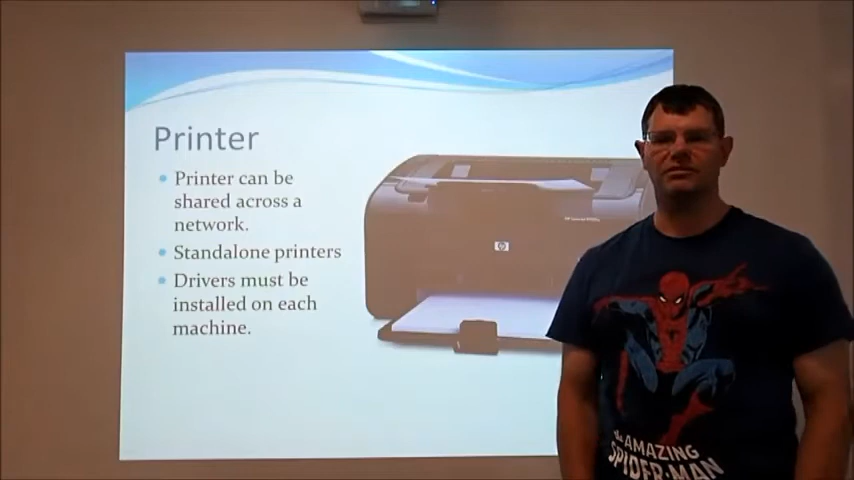 Printer
Printer can be
shared across a
network.
Standalone printers
Drivers must be
installed on each
machine.
hp
the AMAZING
SPIDER-MAN